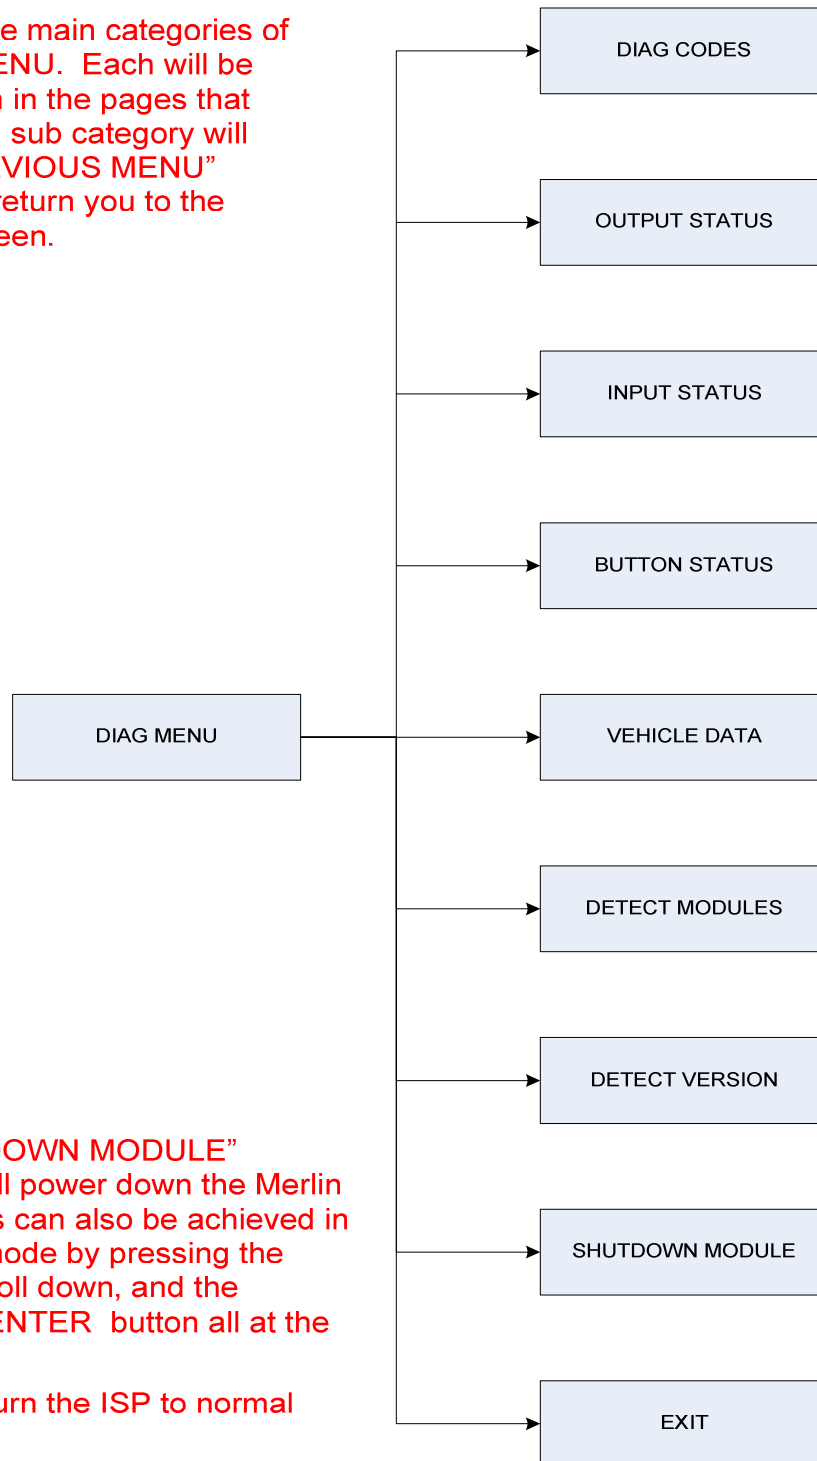 e main categories of
ENU. Each will be
in the pages that
sub category will
VIOUS MENU”
return you to the
een.
DIAG CODES
OUTPUT STATUS
INPUT STATUS
BUTTON STATUS
DIAG MENU
VEHICLE DATA
DETECT MODULES
DETECT VERSION
OWN MODULE”
ll power down the Merlin
s can also be achieved in
node by pressing the
oll down, and the
ENTER button all at the
SHUTDOWN MODULE
urn the ISP to normal
EXIT